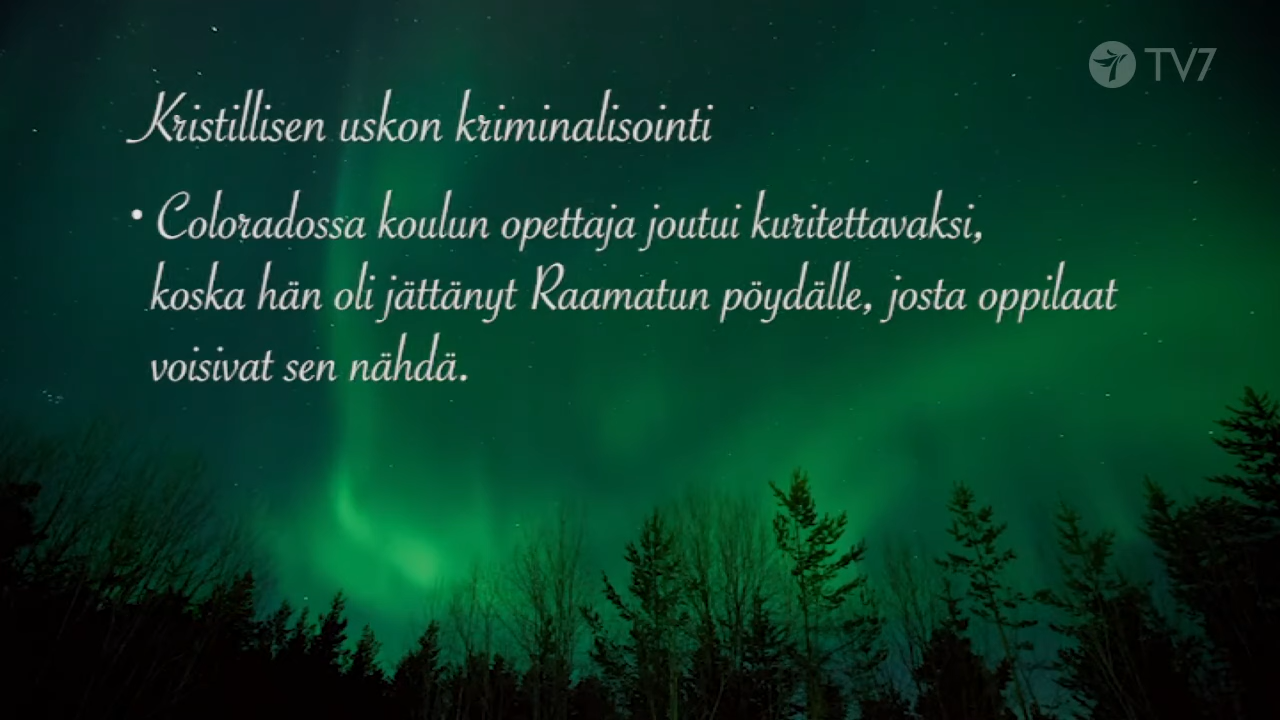 TV7
Kristillisen uskon kriminalisointi
• Coloradossa koulun opettaja joutui kuritettavaksi,
koska hän oli jättänyt Raamatun pöydälle, josta oppilaat
voisivat sen nähdä.